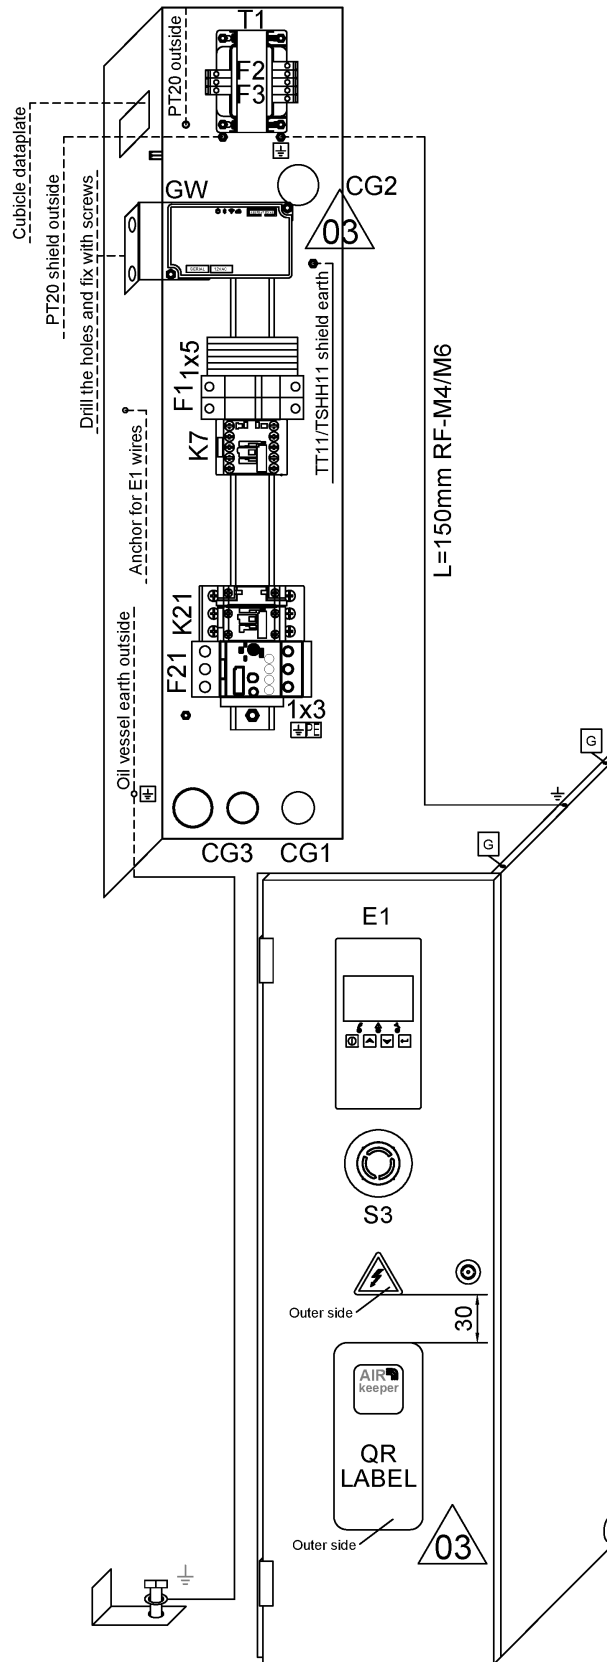 T1
PT20 outside
F2
F3
Cubicle dataplate
PT20 shield outside
Drill the holes and fix with screws
GW
CG2
03
SERIAL
TT11/TSHH11 shield earth
1x5
F1
K7
L=150mm RF-M4/M6
Anchor for E1 wires
K21
F21
Oil vessel earth outside
1x3
PE
G
G
CG3
CG1
E1
S3
Outer side
30
AIR
keeper
QR
LABEL
Outer side
03